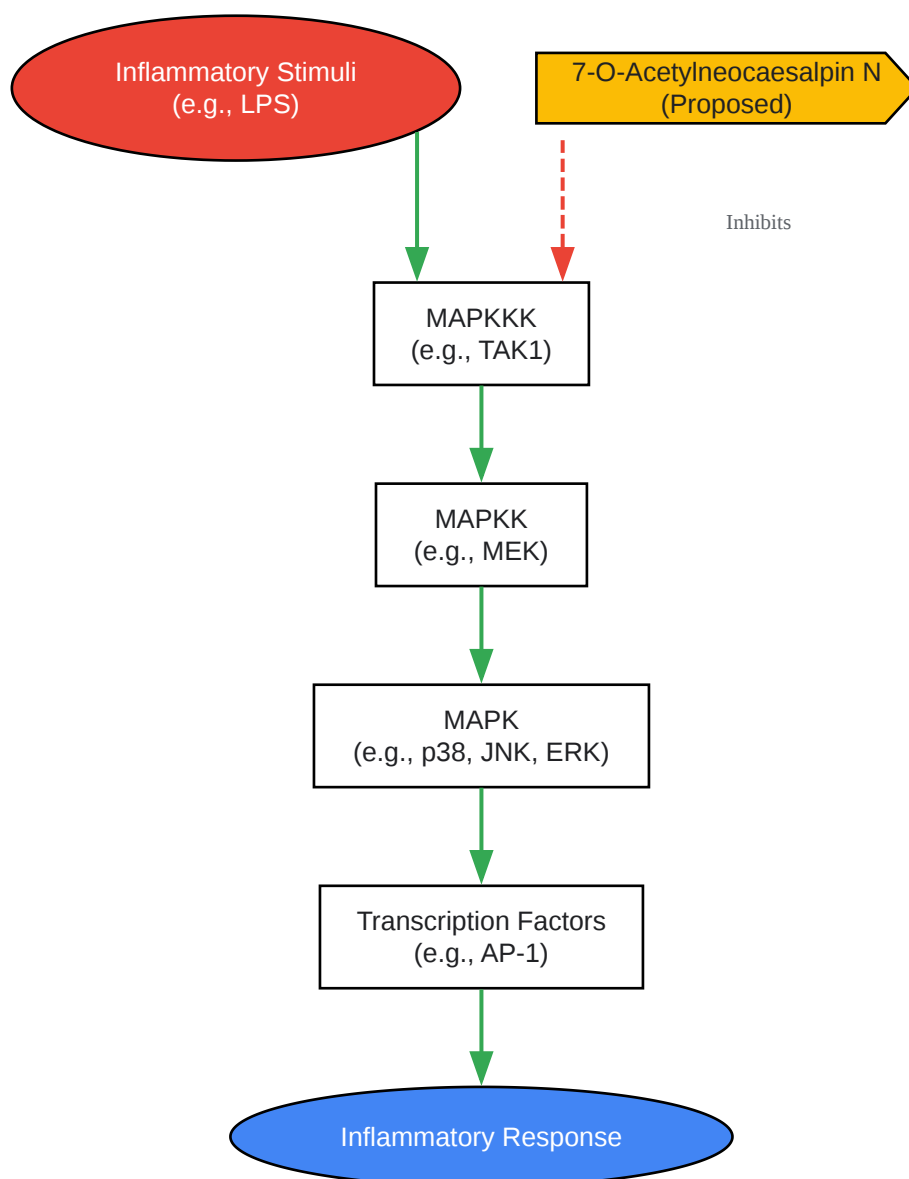 Inflammatory Stimuli
(e.g., LPS)
7-O-Acetylneocaesalpin N
(Proposed)
Inhibits
MAPKKK
(e.g., TAK1)
MAPKK
(e.g., MEK)
MAPK
(e.g., p38, JNK, ERK)
Transcription Factors
(e.g., AP-1)
Inflammatory Response